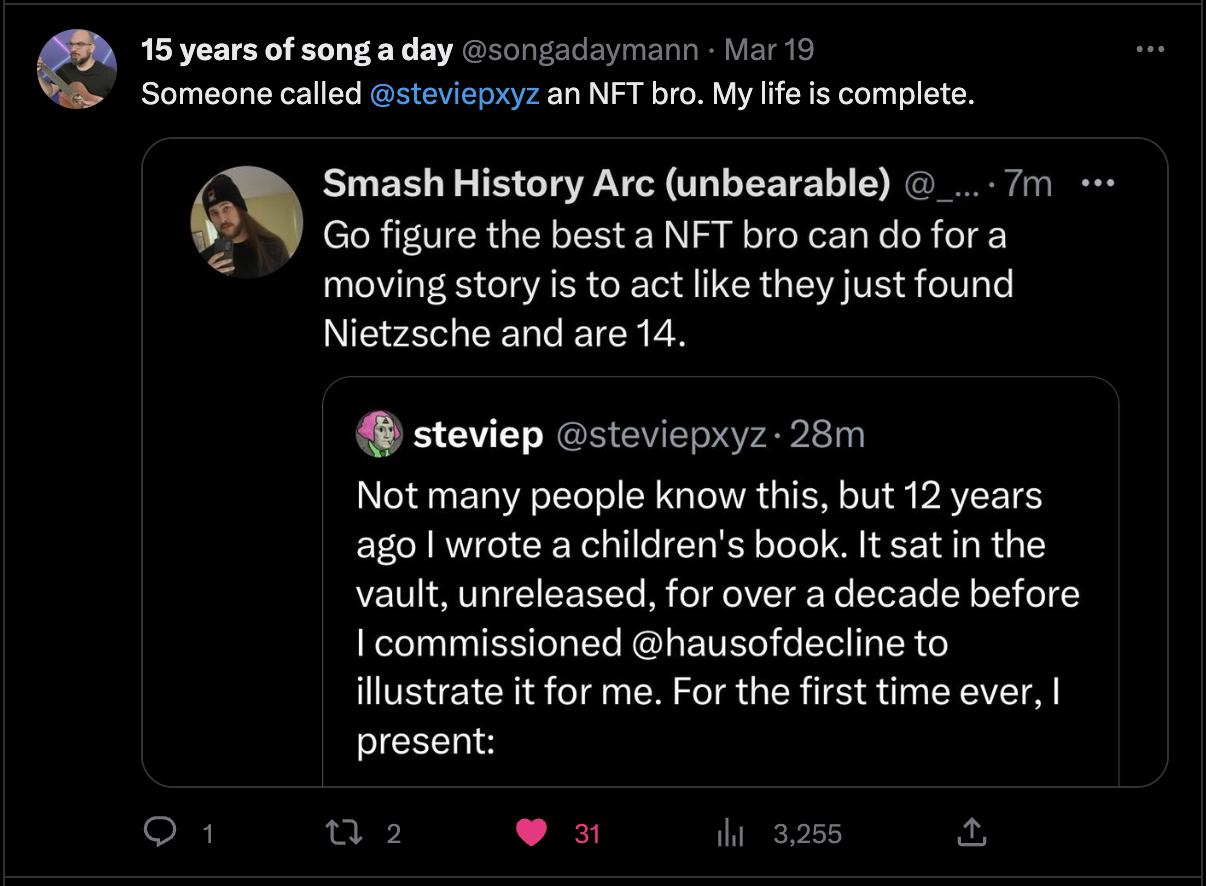 15 years of song a day @songadaymann · Mar 19 ...
Someone called @steviepxyz an NFT bro. My life is complete.
Smash History Arc (unbearable) @_... · 7m ...
Go figure the best a NFT bro can do for a
moving story is to act like they just found
Nietzsche and are 14.
steviep @steviepxyz · 28m
Not many people know this, but 12 years
ago I wrote a children's book. It sat in the
vault, unreleased, for over a decade before
I commissioned @hausofdecline to
illustrate it for me. For the first time ever, I
present:
1 2 31 3,255